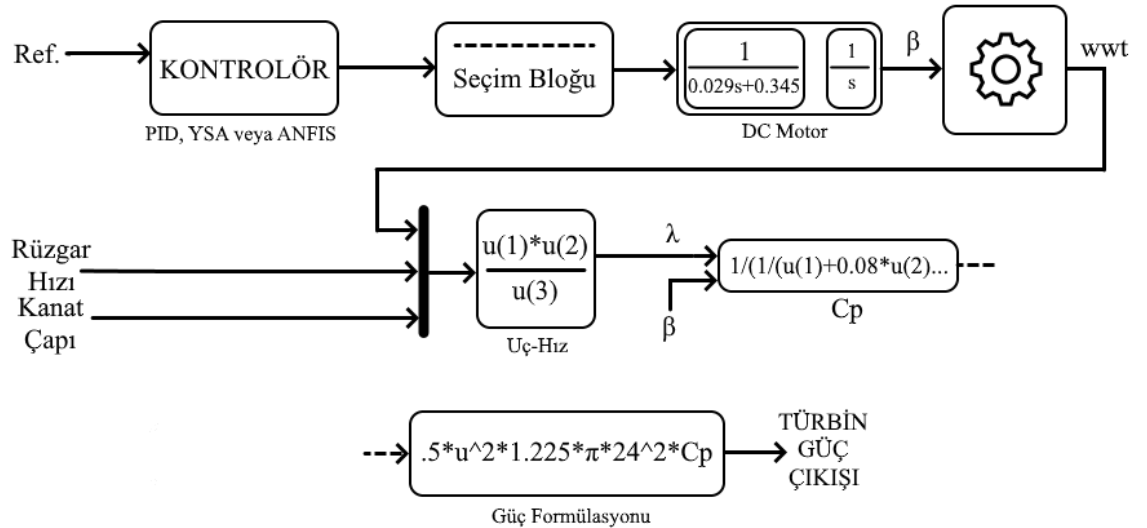 Ref.
KONTROLÖR
PID, YSA veya ANFIS
Seçim Bloğu
1
0.029s+0.345
1
s
DC Motor
β
wwt
Rüzgar
Hızı
Kanat
Çapı
u(1)*u(2)
u(3)
Uç-Hız
λ
β
1/(1/(u(1)+0.08*u(2)...
Cp
.5*u^2*1.225*π*24^2*Cp
Güç Formülasyonu
TÜRBİN
GÜÇ
ÇIKIŞI